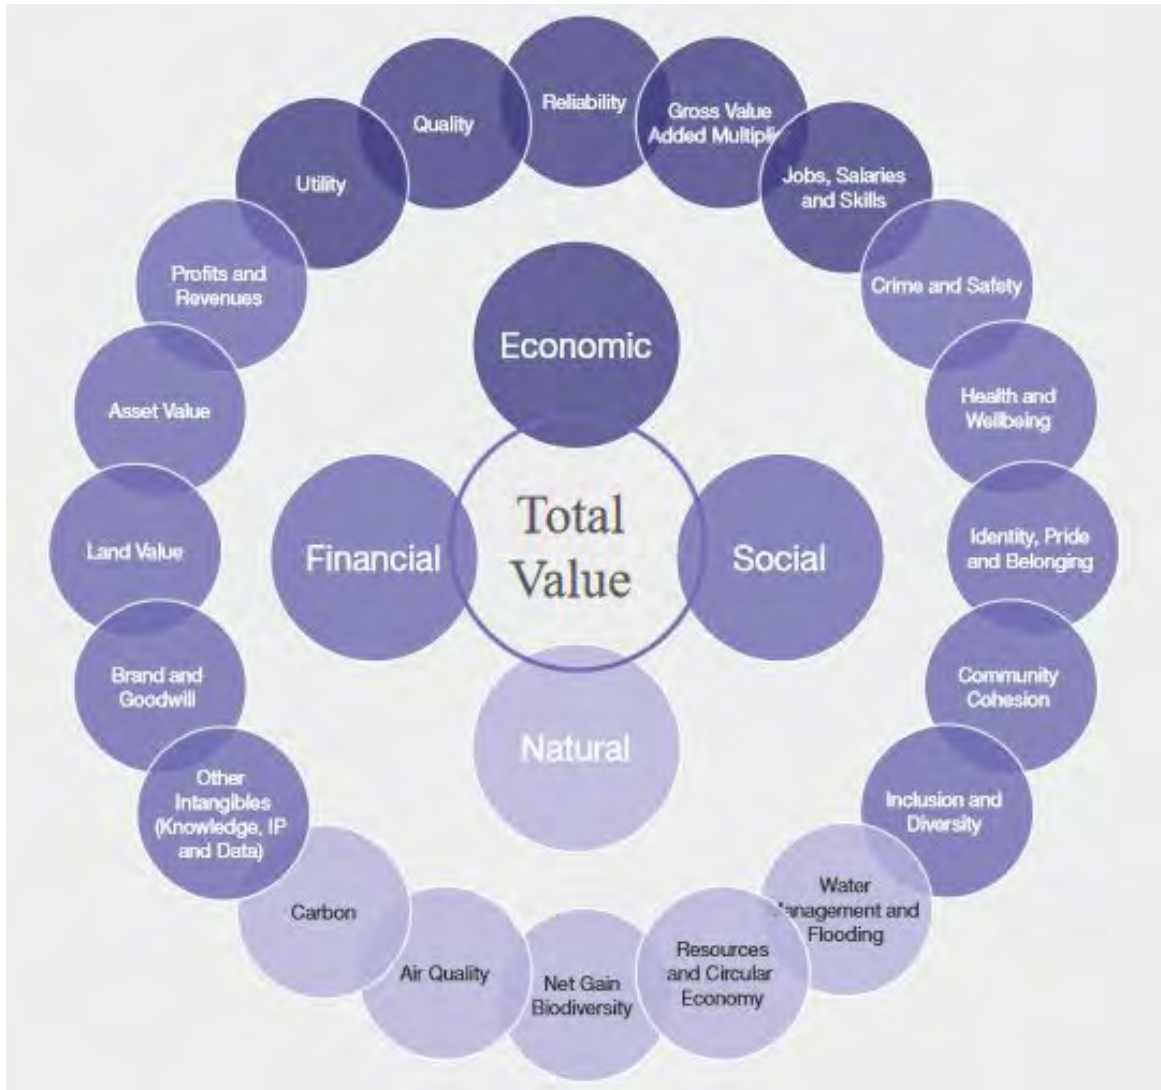 Reliability
Quality
Gross Value
Added
Utility
Jobs, Salaries
and Skills
Profits and
Revenues
Crime and Safety
Economic
Asset Value
Health and
Wellbeing
Total
Value
Land Value
Financial
Social
Identity, Pride
and Belonging
Brand and
Goodwill
Community
Cohesion
Natural
Other
Intangibles
(Knowledge, IP
and Data)
Inclusion and
Diversity
Carbon
Water
and
Flooding
Air Quality
Net Gain
Biodiversity
Resources
and Circular
Economy